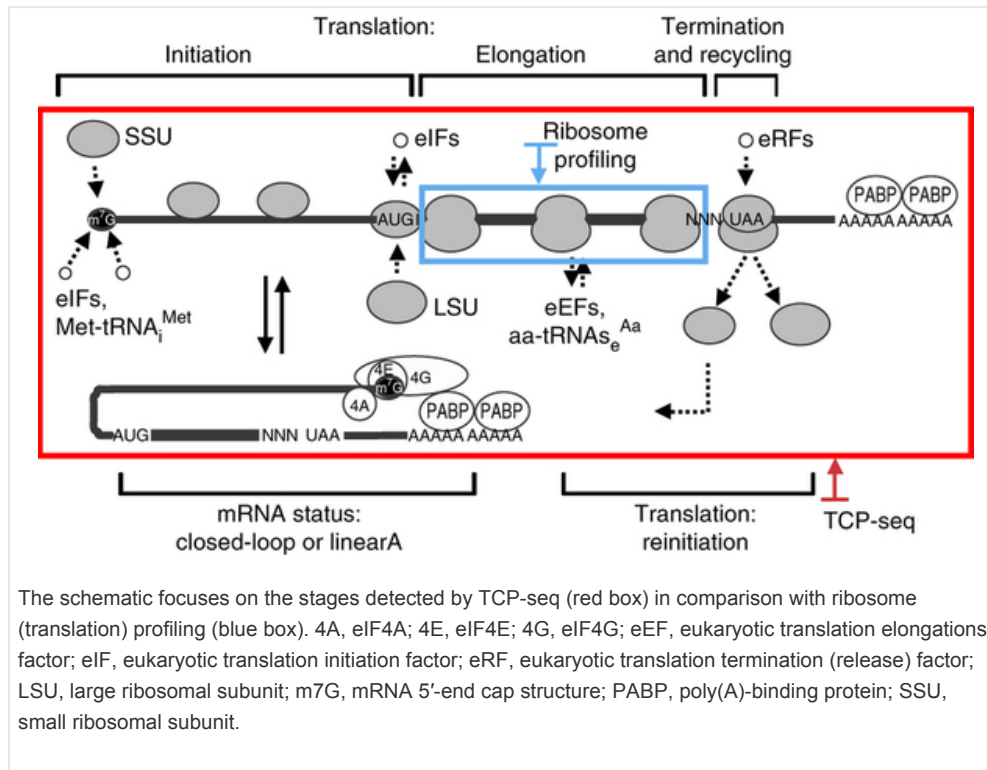 Translation:
Initiation
Elongation
Termination
and recycling
SSU
eIFs
Ribosome
profiling
eRFs
m7G
AUG
NNN UAA
PABP PABP
AAAAA AAAAA
eIFs,
Met-tRNAiMet
LSU
eEFs,
aa-tRNAseAa
4E
m7G
4G
4A
PABP PABP
AUG NNN UAA AAAAA AAAAA
mRNA status:
closed-loop or linearA
Translation:
reinitiation
TCP-seq
The schematic focuses on the stages detected by TCP-seq (red box) in comparison with ribosome
(translation) profiling (blue box). 4A, eIF4A; 4E, eIF4E; 4G, eIF4G; eEF, eukaryotic translation elongations
factor; eIF, eukaryotic translation initiation factor; eRF, eukaryotic translation termination (release) factor;
LSU, large ribosomal subunit; m7G, mRNA 5′-end cap structure; PABP, poly(A)-binding protein; SSU,
small ribosomal subunit.